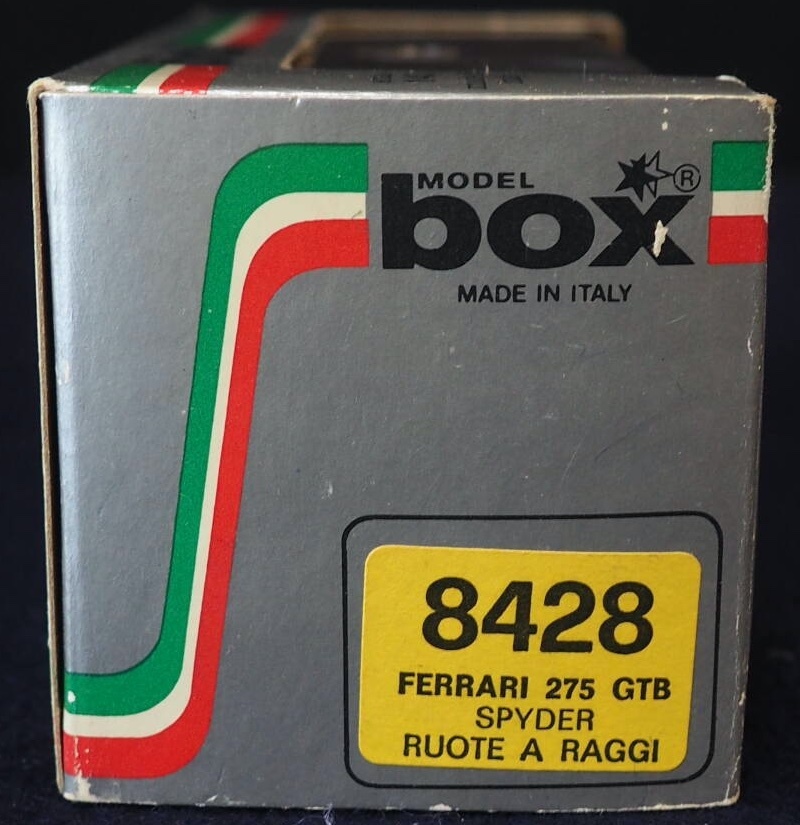 MODEL
box ®
MADE IN ITALY
8428
FERRARI 275 GTB
SPYDER
RUOTE A RAGGI